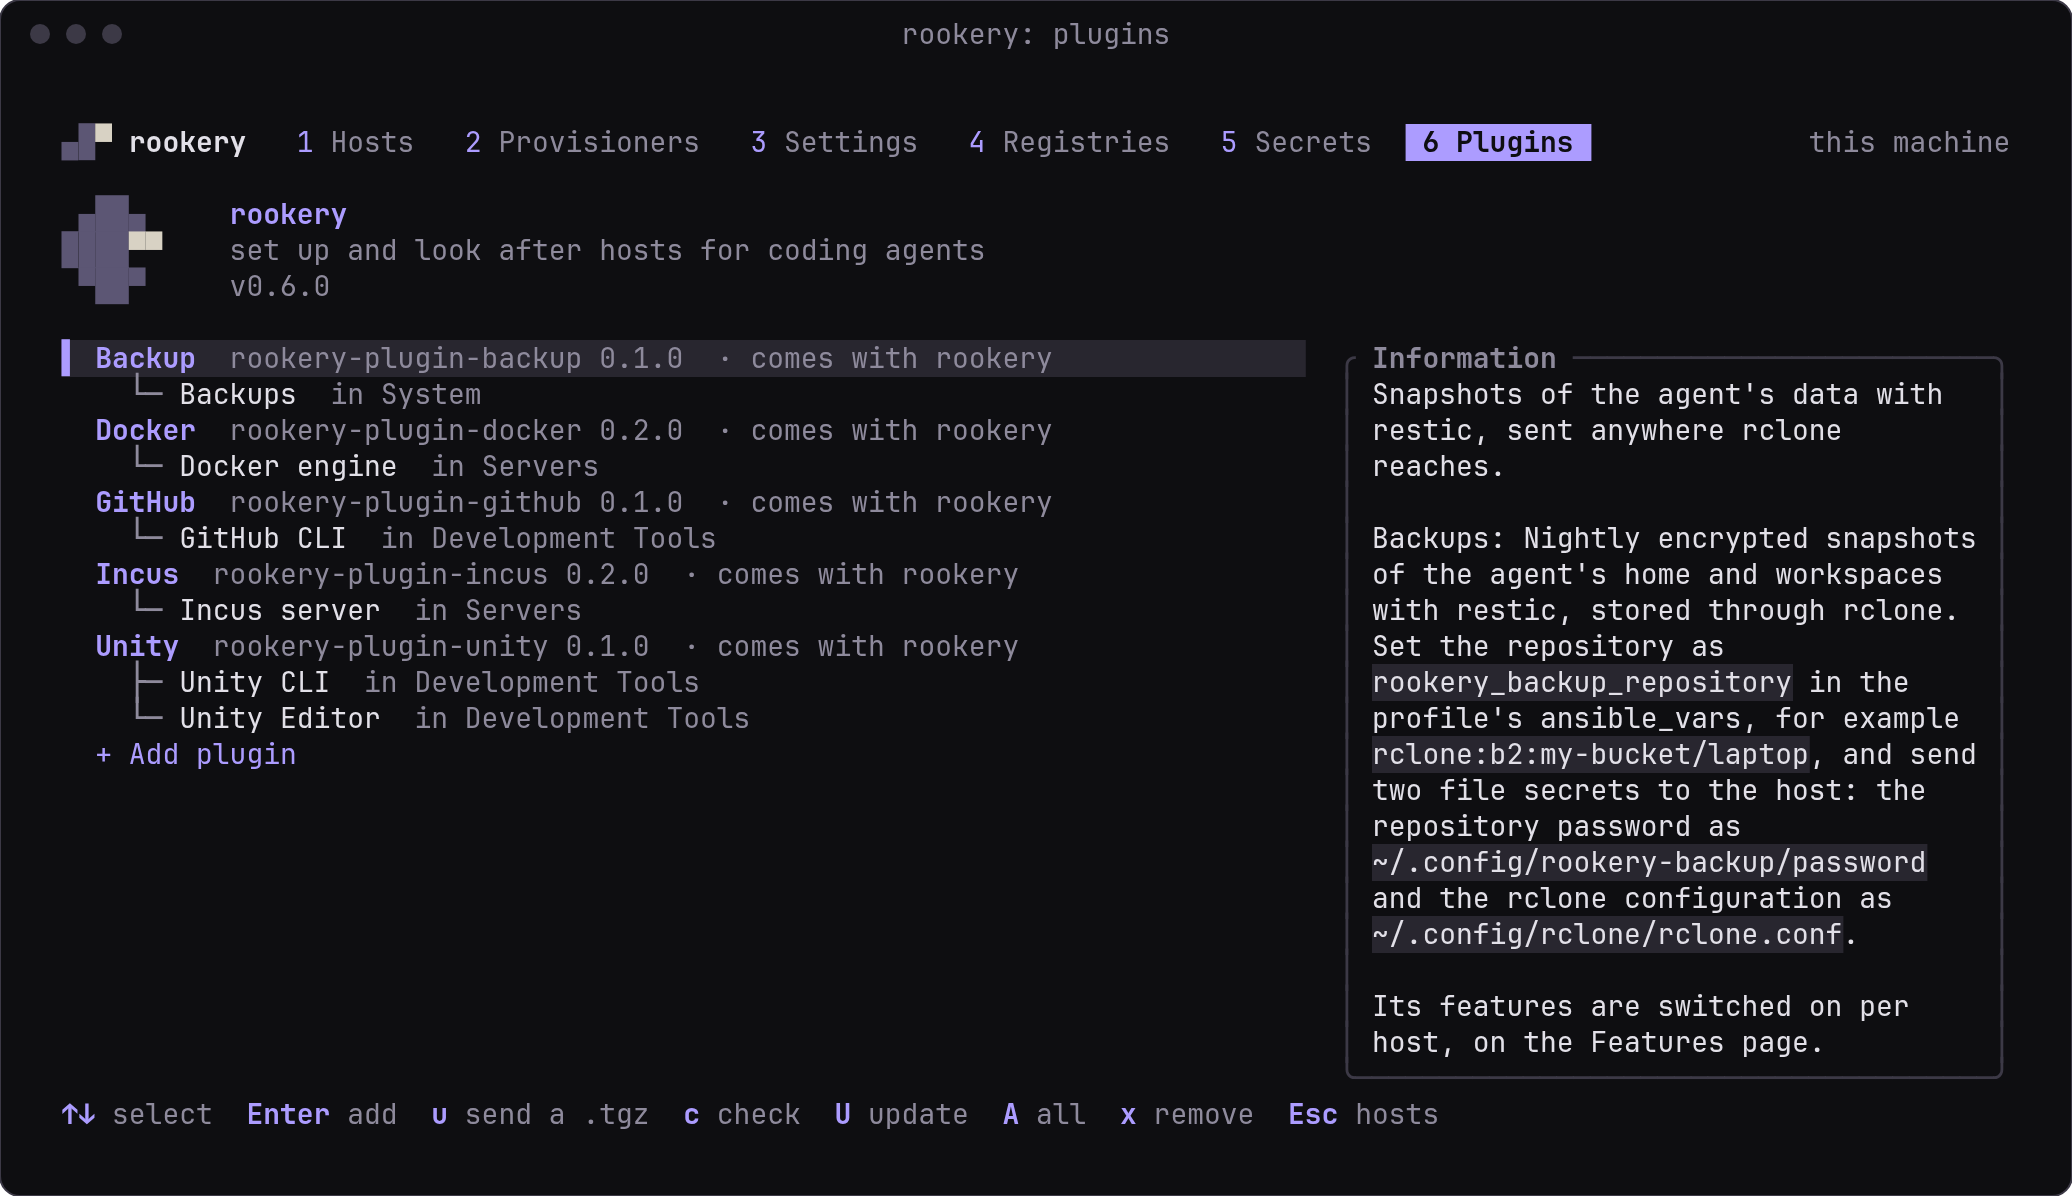 rookery: plugins
rookery 1 Hosts 2 Provisioners 3 Settings 4 Registries 5 Secrets 6 Plugins this machine
rookery
set up and look after hosts for coding agents
v0.6.0
Backup rookery-plugin-backup 0.1.0 · comes with rookery
└─ Backups in System
Docker rookery-plugin-docker 0.2.0 · comes with rookery
└─ Docker engine in Servers
GitHub rookery-plugin-github 0.1.0 · comes with rookery
└─ GitHub CLI in Development Tools
Incus rookery-plugin-incus 0.2.0 · comes with rookery
└─ Incus server in Servers
Unity rookery-plugin-unity 0.1.0 · comes with rookery
├─ Unity CLI in Development Tools
└─ Unity Editor in Development Tools
+ Add plugin
Information
Snapshots of the agent's data with
restic, sent anywhere rclone
reaches.
Backups: Nightly encrypted snapshots
of the agent's home and workspaces
with restic, stored through rclone.
Set the repository as
rookery_backup_repository in the
profile's ansible_vars, for example
rclone:b2:my-bucket/laptop, and send
two file secrets to the host: the
repository password as
~/.config/rookery-backup/password
and the rclone configuration as
~/.config/rclone/rclone.conf.
Its features are switched on per
host, on the Features page.
↑↓ select Enter add u send a .tgz c check U update A all x remove Esc hosts